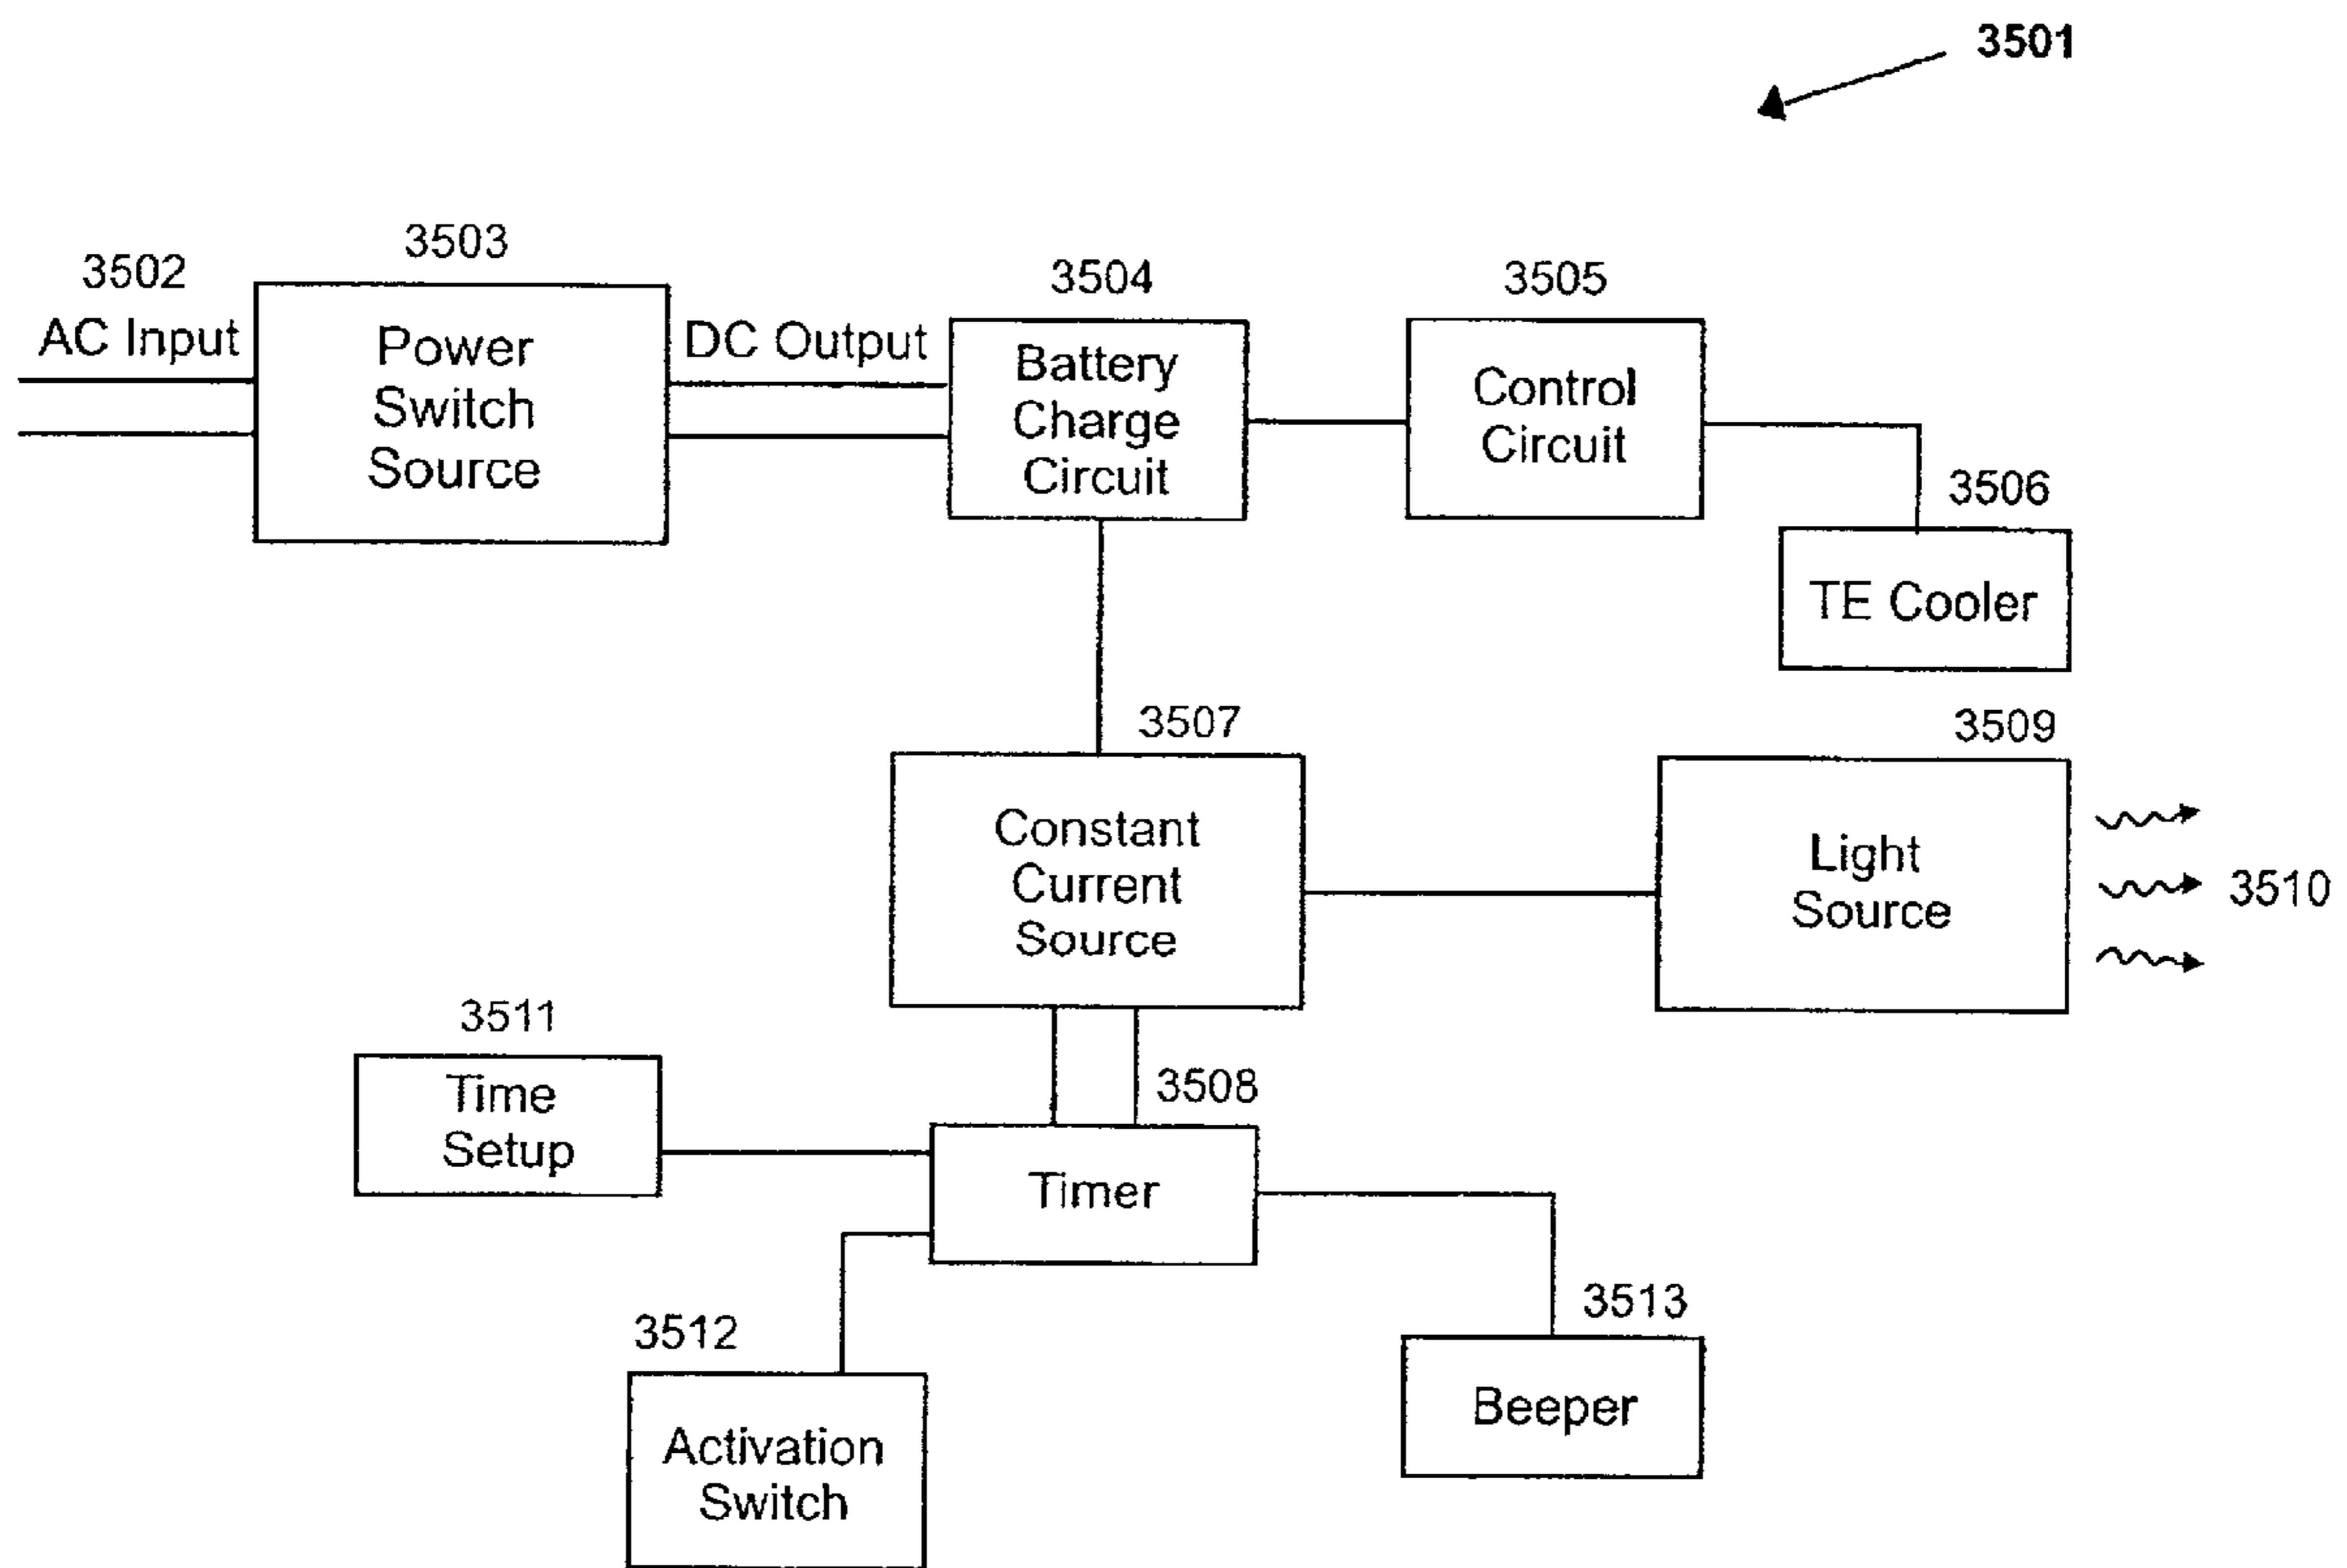 3501
3503
3502
AC Input
Power
Switch
Source
DC Output
3504
Battery
Charge
Circuit
3505
Control
Circuit
3506
TE Cooler
3507
Constant
Current
Source
3509
Light
Source
3510
3511
Time
Setup
3508
Timer
3512
Activation
Switch
3513
Beeper